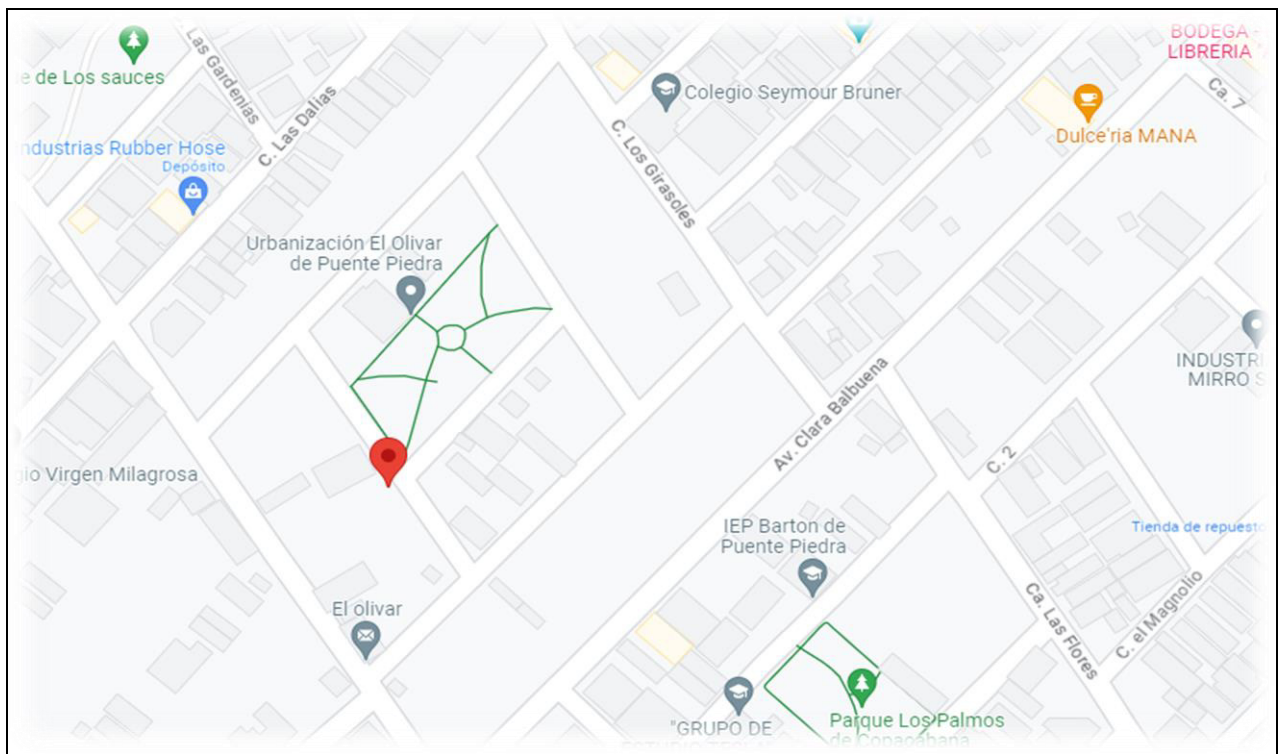 BODEGA -
LIBRERIA
e de Los sauces
Las Gardenias
Colegio Seymour Bruner
Ca. 7
C. Las Dalias
Dulce'ria MANA
ndustrias Rubber Hose
Depósito
C. Los Girasoles
Urbanización El Olivar
de Puente Piedra
INDUSTRI
MIRRO S
Av. Clara Balbuena
io Virgen Milagrosa
C. 2
IEP Barton de
Puente Piedra
Tienda de repuesto
El olivar
Ca. Las Flores
C. el Magnolio
"GRUPO DE
Parque Los Palmos
de Copacabana